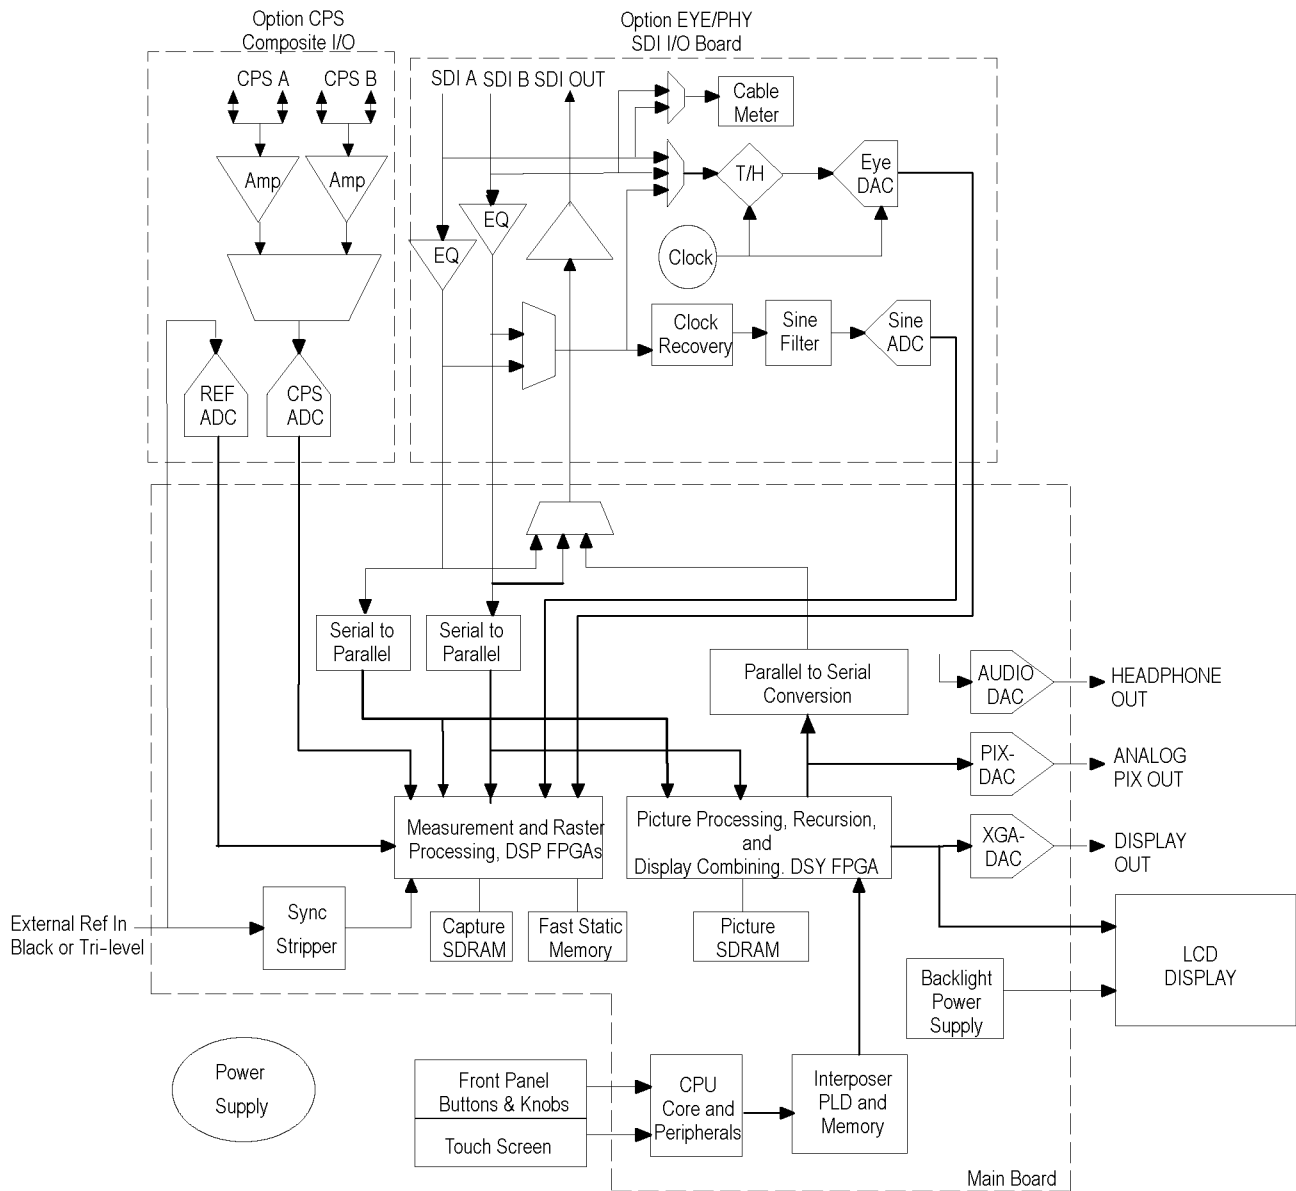 Option CPS
Composite I/O
Option EYE/PHY
SDI I/O Board
CPS A
CPS B
SDI A
SDI B
SDI OUT
Cable
Meter
Amp
Amp
T/H
Eye
DAC
EQ
EQ
Clock
Clock
Recovery
Sine
Filter
Sine
ADC
REF
ADC
CPS
ADC
Serial to
Parallel
Serial to
Parallel
Parallel to Serial
Conversion
AUDIO
DAC
HEADPHONE
OUT
PIX-
DAC
ANALOG
PIX OUT
Measurement and Raster
Processing, DSP FPGAs
Picture Processing, Recursion,
and
Display Combining. DSY FPGA
XGA-
DAC
DISPLAY
OUT
External Ref In
Black or Tri-level
Sync
Stripper
Capture
SDRAM
Fast Static
Memory
Picture
SDRAM
LCD
DISPLAY
Backlight
Power
Supply
Power
Supply
Front Panel
Buttons & Knobs
Touch Screen
CPU
Core and
Peripherals
Interposer
PLD and
Memory
Main Board